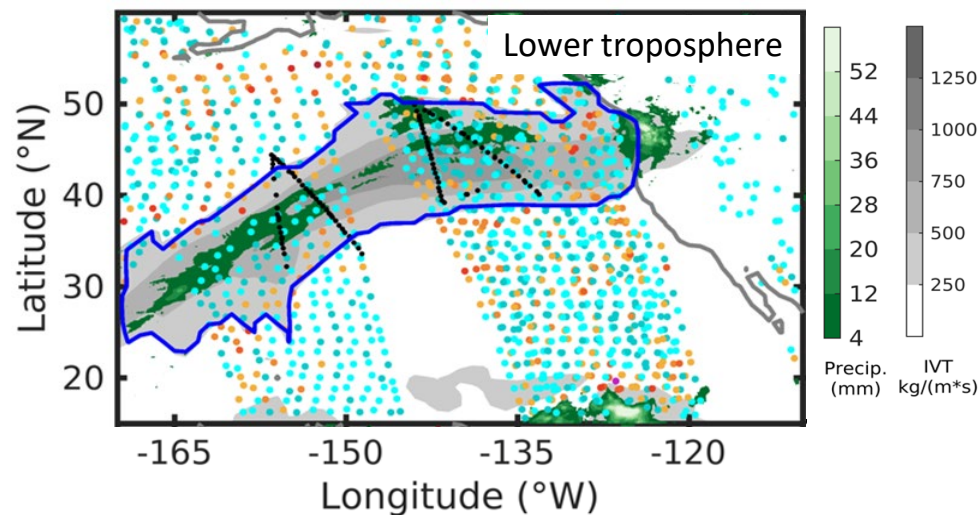 Lower troposphere
50
40
30
20
Latitude (°N)
-165 -150 -135 -120
Longitude (°W)
52
44
36
28
20
12
4
Precip.
(mm)
1250
1000
750
500
250
IVT
kg/(m*s)